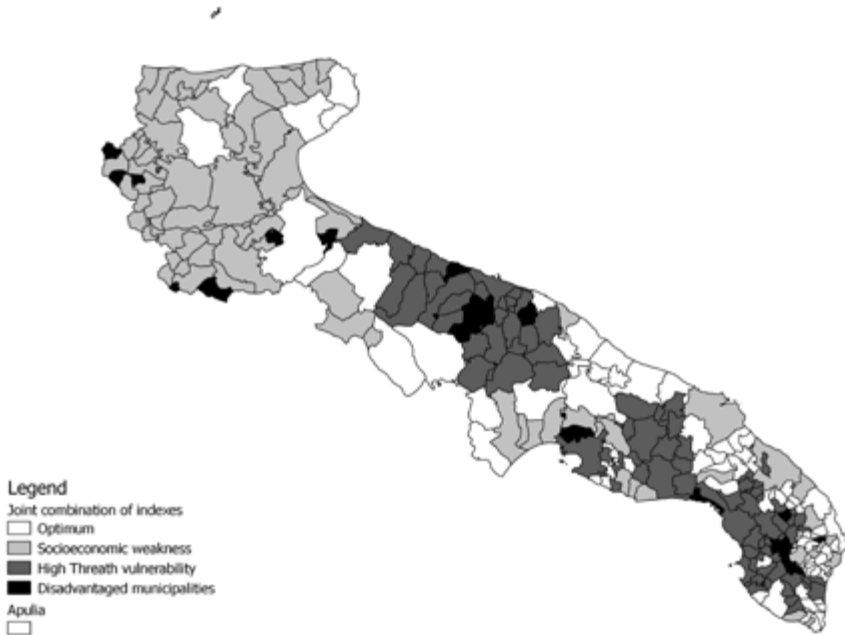 Legend
Joint combination of indexes
Optimum
Socioeconomic weakness
High Threath vulnerability
Disadvantaged municipalities
Apulia